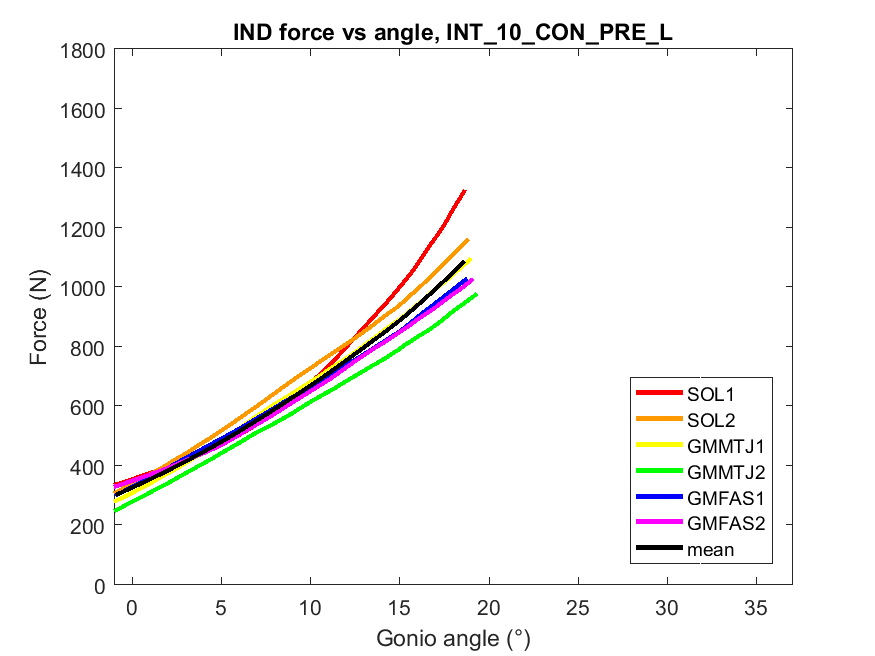 IND force vs angle, INT_10_CON_PRE_L
1800
1600
1400
1200
1000
800
600
400
200
0
Force (N)
SOL1
SOL2
GMMTJ1
GMMTJ2
GMFAS1
GMFAS2
mean
0 5 10 15 20 25 30 35
Gonio angle (°)